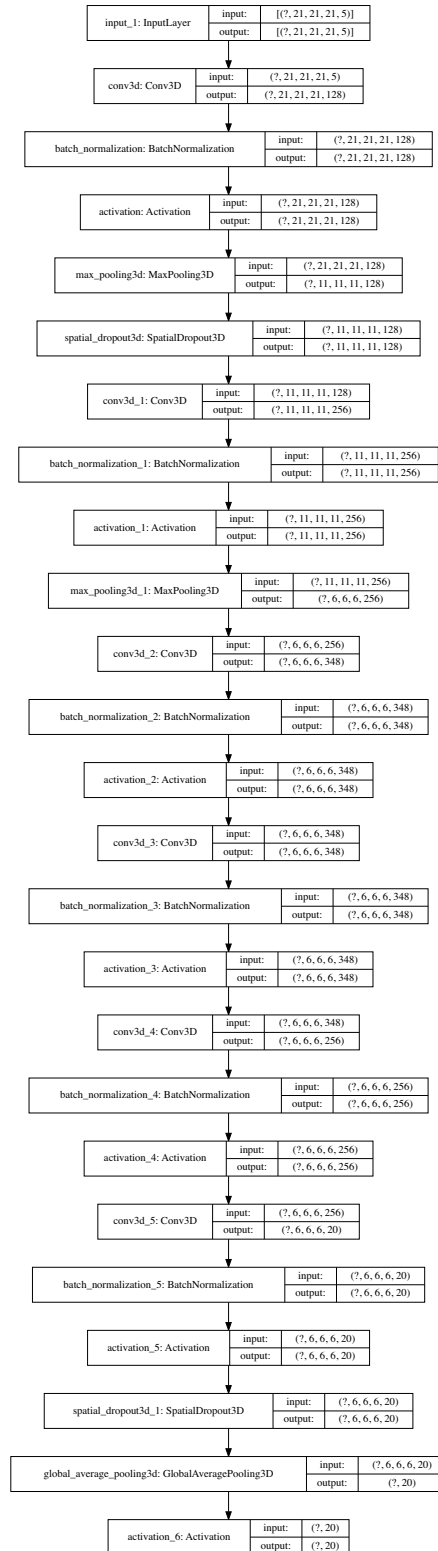 input_1: InputLayer
input: [(?, 21, 21, 21, 5)]
output: [(?, 21, 21, 21, 5)]
conv3d: Conv3D
input: (?, 21, 21, 21, 5)
output: (?, 21, 21, 21, 128)
batch_normalization: BatchNormalization
input: (?, 21, 21, 21, 128)
output: (?, 21, 21, 21, 128)
activation: Activation
input: (?, 21, 21, 21, 128)
output: (?, 21, 21, 21, 128)
max_pooling3d: MaxPooling3D
input: (?, 21, 21, 21, 128)
output: (?, 11, 11, 11, 128)
spatial_dropout3d: SpatialDropout3D
input: (?, 11, 11, 11, 128)
output: (?, 11, 11, 11, 128)
conv3d_1: Conv3D
input: (?, 11, 11, 11, 128)
output: (?, 11, 11, 11, 256)
batch_normalization_1: BatchNormalization
input: (?, 11, 11, 11, 256)
output: (?, 11, 11, 11, 256)
activation_1: Activation
input: (?, 11, 11, 11, 256)
output: (?, 11, 11, 11, 256)
max_pooling3d_1: MaxPooling3D
input: (?, 11, 11, 11, 256)
output: (?, 6, 6, 6, 256)
conv3d_2: Conv3D
input: (?, 6, 6, 6, 256)
output: (?, 6, 6, 6, 348)
batch_normalization_2: BatchNormalization
input: (?, 6, 6, 6, 348)
output: (?, 6, 6, 6, 348)
activation_2: Activation
input: (?, 6, 6, 6, 348)
output: (?, 6, 6, 6, 348)
conv3d_3: Conv3D
input: (?, 6, 6, 6, 348)
output: (?, 6, 6, 6, 348)
batch_normalization_3: BatchNormalization
input: (?, 6, 6, 6, 348)
output: (?, 6, 6, 6, 348)
activation_3: Activation
input: (?, 6, 6, 6, 348)
output: (?, 6, 6, 6, 348)
conv3d_4: Conv3D
input: (?, 6, 6, 6, 348)
output: (?, 6, 6, 6, 256)
batch_normalization_4: BatchNormalization
input: (?, 6, 6, 6, 256)
output: (?, 6, 6, 6, 256)
activation_4: Activation
input: (?, 6, 6, 6, 256)
output: (?, 6, 6, 6, 256)
conv3d_5: Conv3D
input: (?, 6, 6, 6, 256)
output: (?, 6, 6, 6, 20)
batch_normalization_5: BatchNormalization
input: (?, 6, 6, 6, 20)
output: (?, 6, 6, 6, 20)
activation_5: Activation
input: (?, 6, 6, 6, 20)
output: (?, 6, 6, 6, 20)
spatial_dropout3d_1: SpatialDropout3D
input: (?, 6, 6, 6, 20)
output: (?, 6, 6, 6, 20)
global_average_pooling3d: GlobalAveragePooling3D
input: (?, 6, 6, 6, 20)
output: (?, 20)
activation_6: Activation
input: (?, 20)
output: (?, 20)